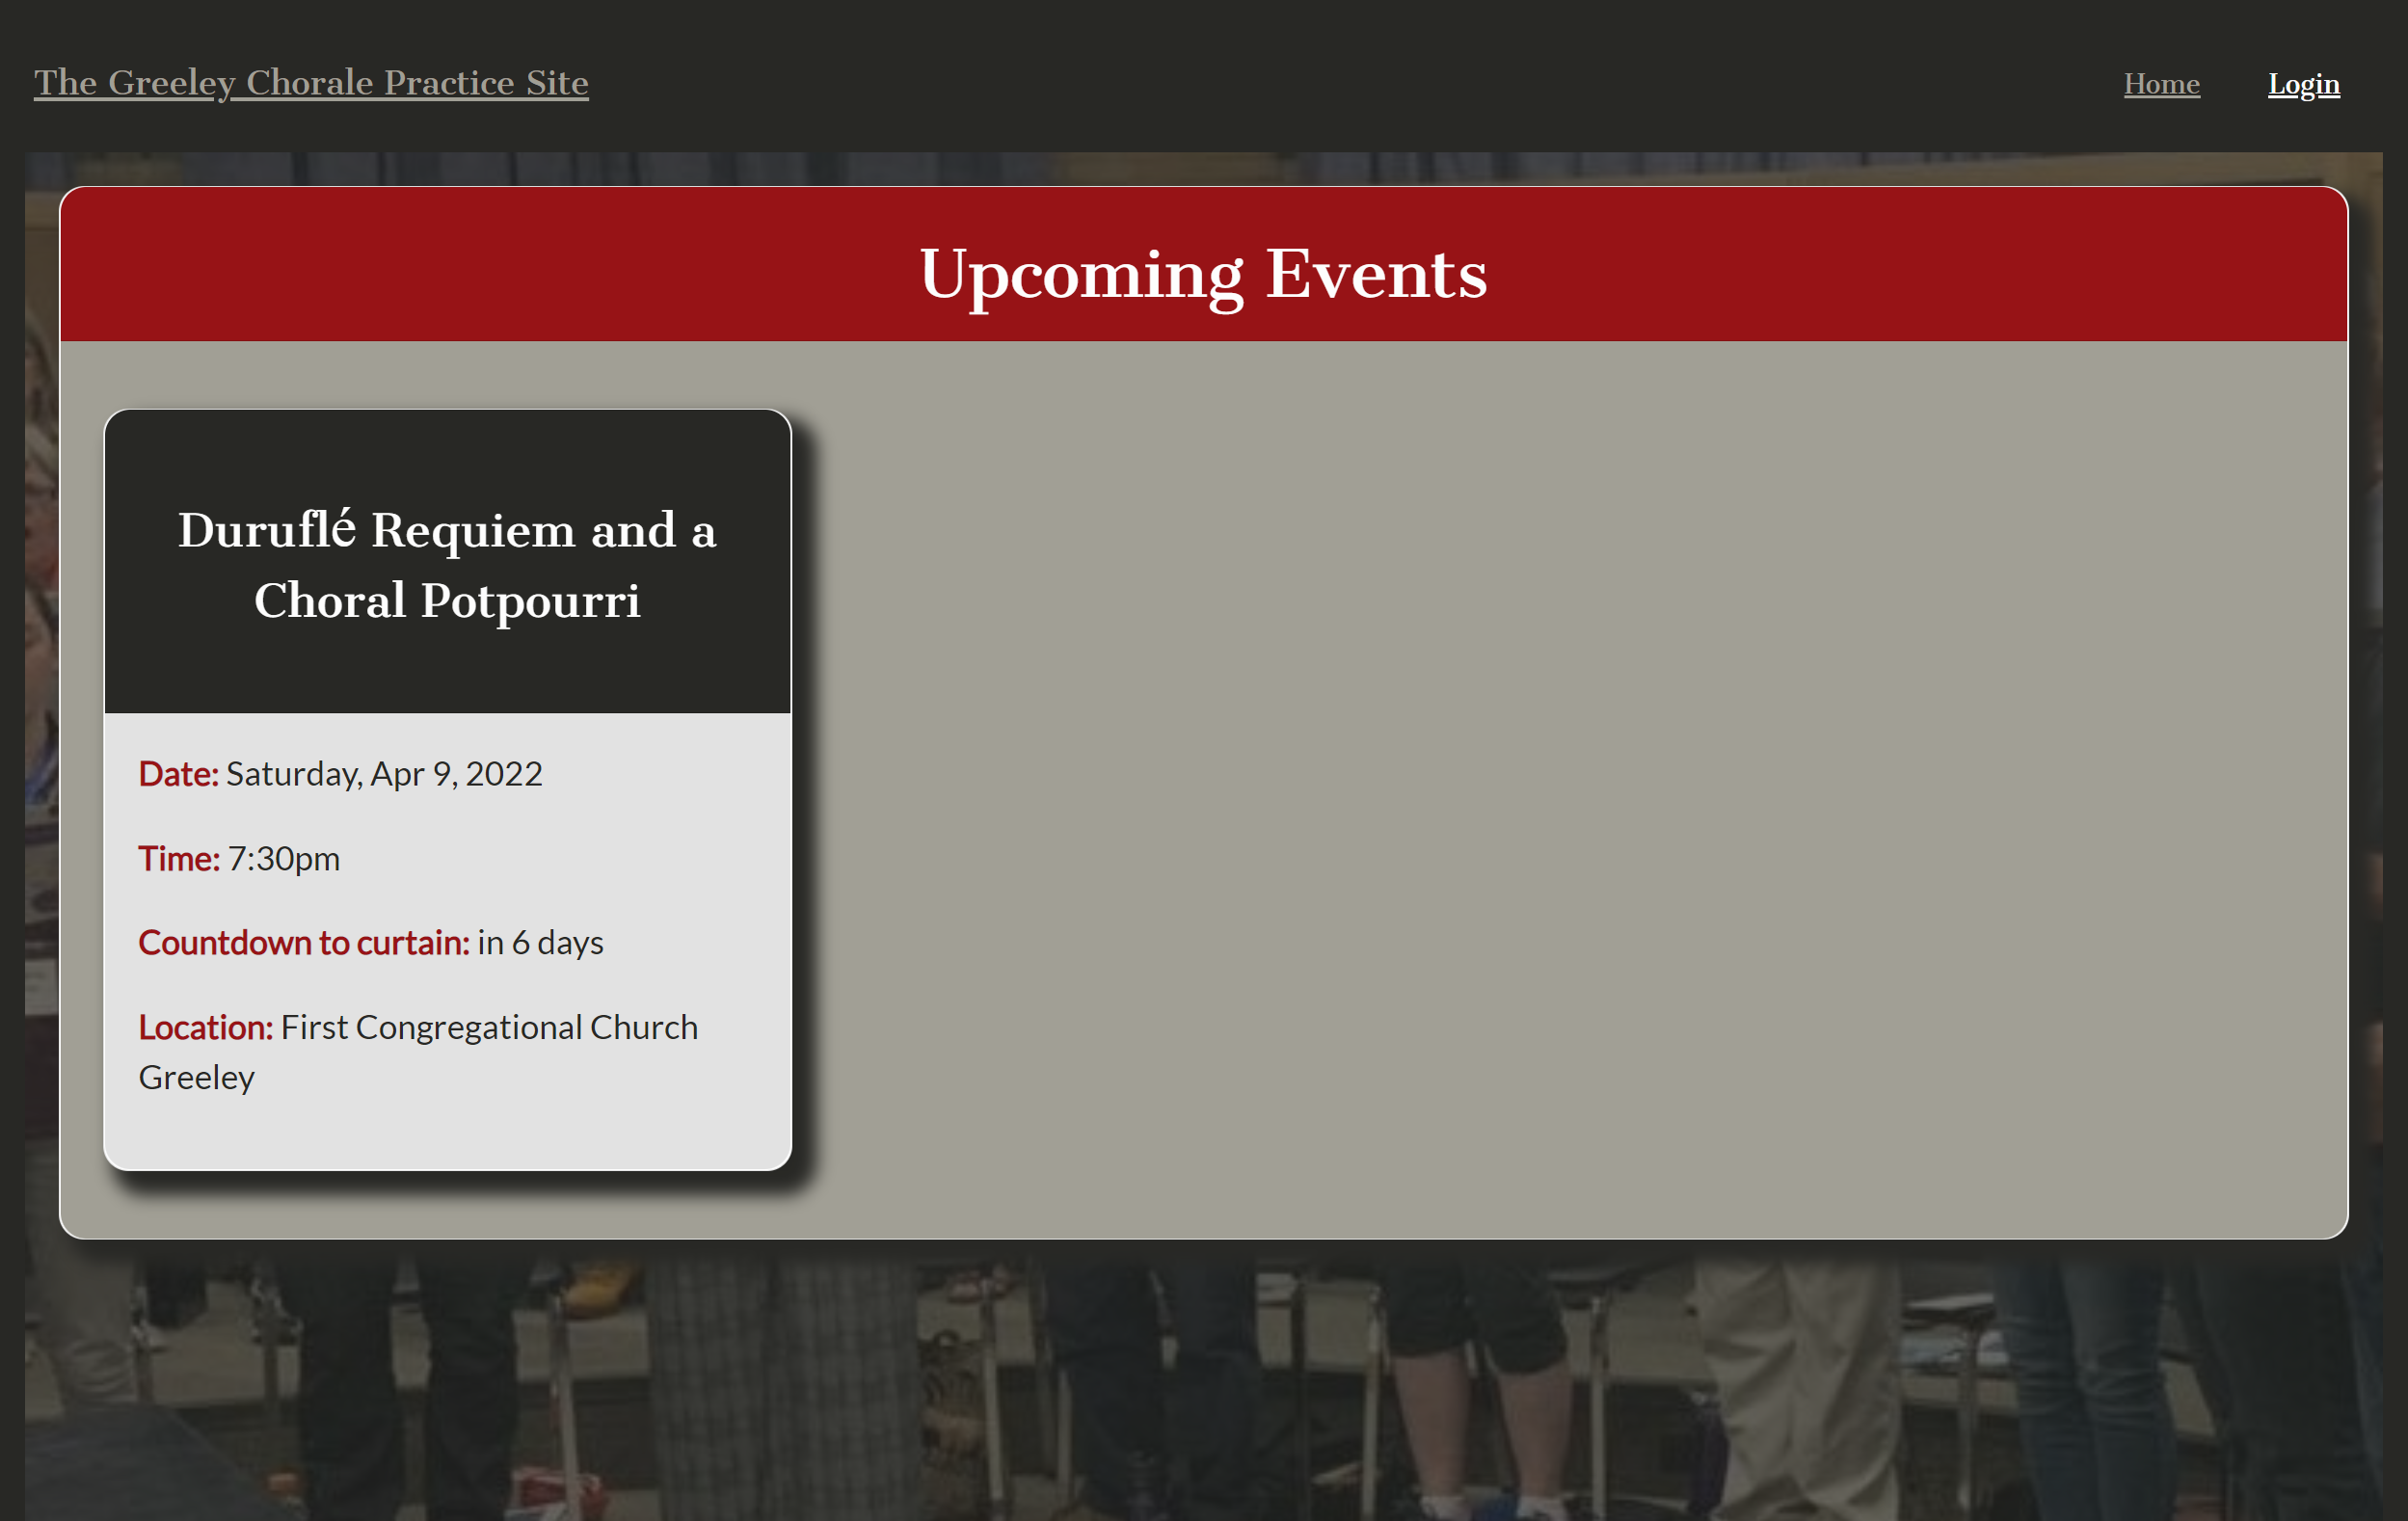 The Greeley Chorale Practice Site
Home Login
Upcoming Events
Duruflé Requiem and a
Choral Potpourri
Date: Saturday, Apr 9, 2022
Time: 7:30pm
Countdown to curtain: in 6 days
Location: First Congregational Church
Greeley